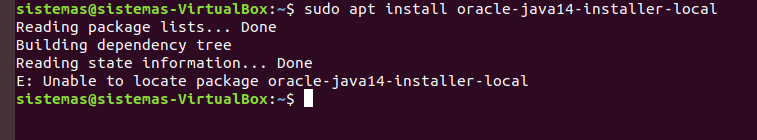 sistemas@sistemas-VirtualBox:~$ sudo apt install oracle-java14-installer-local
Reading package lists... Done
Building dependency tree
Reading state information... Done
E: Unable to locate package oracle-java14-installer-local
sistemas@sistemas-VirtualBox:~$